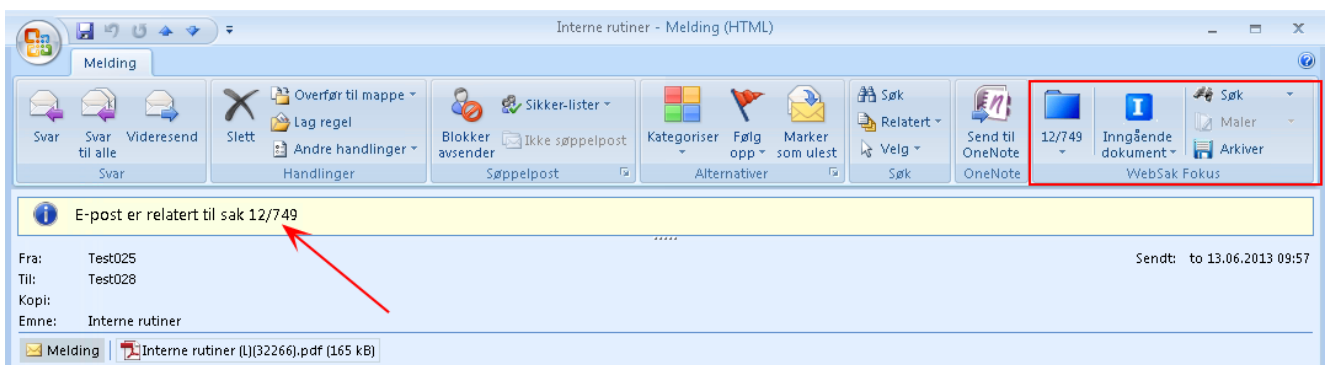 Interne rutiner - Melding (HTML)
Melding
Svar
Svar til alle
Videresend
Svar
Slett
Overfør til mappe
Lag regel
Andre handlinger
Handlinger
Blokker avsender
Sikker-lister
Ikke søppelpost
Søppelpost
Kategoriser
Følg opp
Marker som ulest
Alternativer
Søk
Relatert
Velg
Søk
Send til OneNote
OneNote
12/749
Inngående dokument
Søk
Maler
Arkiver
WebSak Fokus
E-post er relatert til sak 12/749
Fra: Test025
Sendt: to 13.06.2013 09:57
Til: Test028
Kopi:
Emne: Interne rutiner
Melding
Interne rutiner (L)(32266).pdf (165 kB)